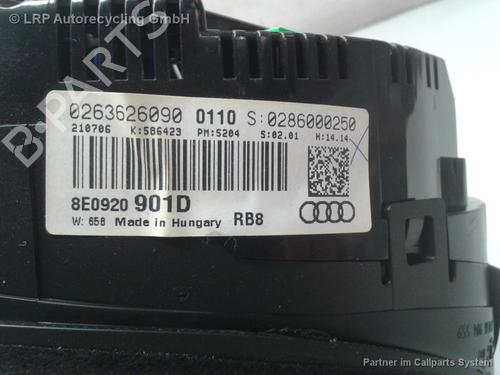 © LRP Autorecycling GmbH
B-PARTS
0263626090 0110 S:0286000250
210706 K:586423 PM:5204 S:02.01 H:14.14
8E0920 901D
W: 658 Made in Hungary RB8
Partner im Callparts System